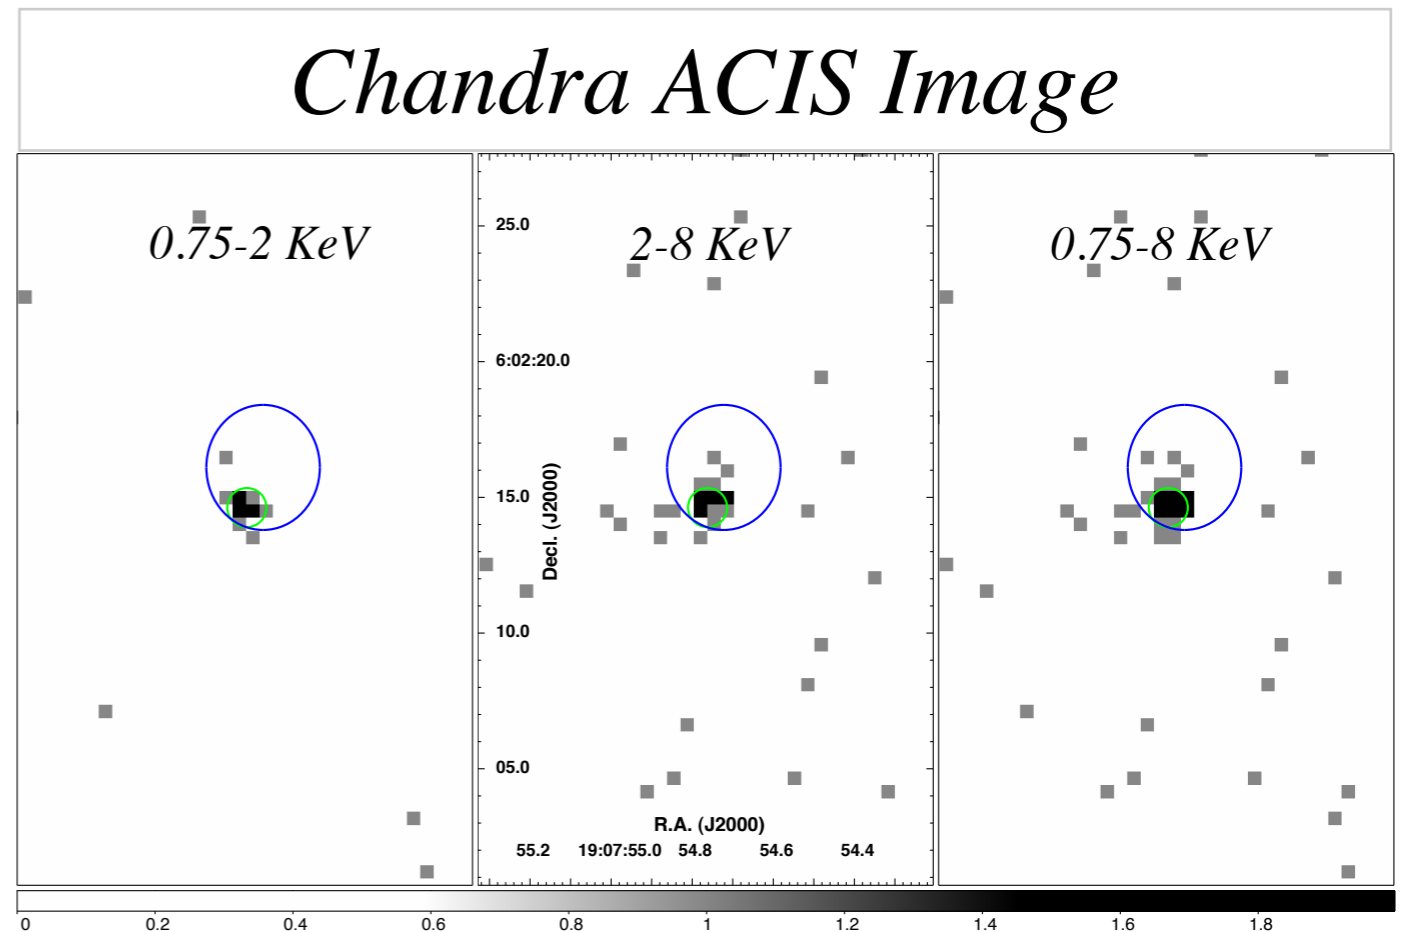 Chandra ACIS Image
0.75-2 KeV
2-8 KeV
0.75-8 KeV
25.0
6:02:20.0
15.0
10.0
05.0
Decl. (J2000)
R.A. (J2000)
55.2 19:07:55.0 54.8 54.6 54.4
0 0.2 0.4 0.6 0.8 1 1.2 1.4 1.6 1.8